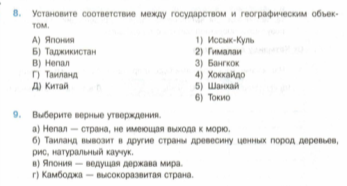 8. Установите соответствие между государством и географическим объек-
том.
А) Япония 1) Иссык-Куль
Б) Таджикистан 2) Гималаи
В) Непал 3) Бангкок
Г) Таиланд 4) Хоккайдо
Д) Китай 5) Шанхай
6) Токио
9. Выберите верные утверждения.
а) Непал — страна, не имеющая выхода к морю.
б) Таиланд вывозит в другие страны древесину ценных пород деревьев,
рис, натуральный каучук.
в) Япония — ведущая держава мира.
г) Камбоджа — высокоразвитая страна.